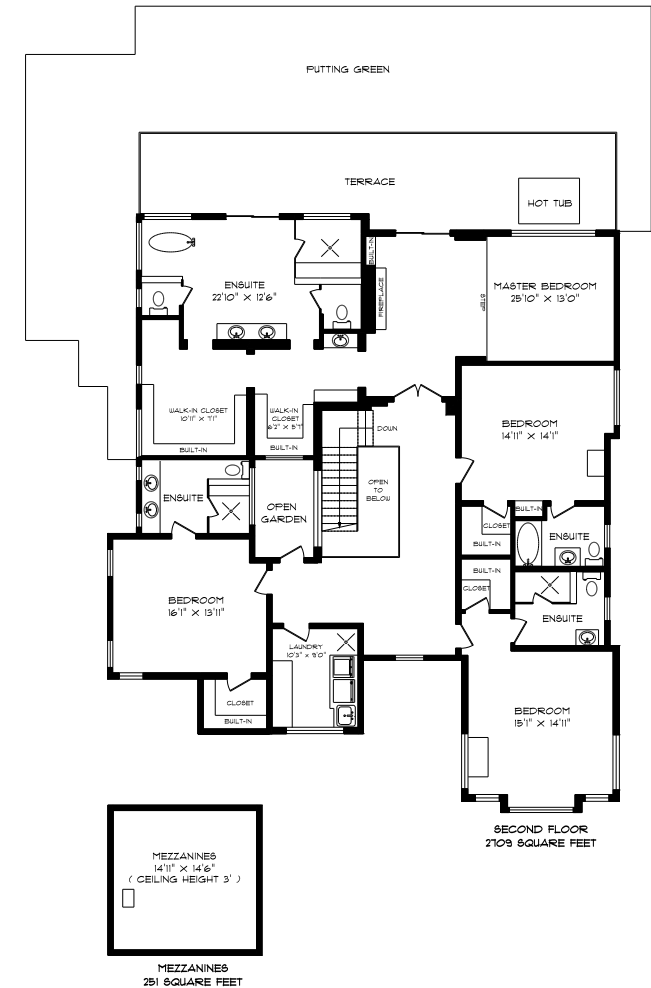 PUTTING GREEN
TERRACE
HOT TUB
BUILT-IN
ENSUITE
22'10" X 12'6"
FIREPLACE
STEP
MASTER BEDROOM
25'10" X 13'0"
WALK-IN CLOSET
10'11" X 7'1"
BUILT-IN
WALK-IN
CLOSET
6'2" X 5'7"
BUILT-IN
DOWN
BEDROOM
14'11" X 14'1"
OPEN
TO
BELOW
ENSUITE
OPEN
GARDEN
BUILT-IN
CLOSET
BUILT-IN
ENSUITE
BUILT-IN
CLOSET
ENSUITE
BEDROOM
16'1" X 13'11"
LAUNDRY
10'3" X 9'0"
CLOSET
BUILT-IN
BEDROOM
15'1" X 14'11"
SECOND FLOOR
2709 SQUARE FEET
MEZZANINES
14'11" X 14'6"
( CEILING HEIGHT 3' )
MEZZANINES
251 SQUARE FEET